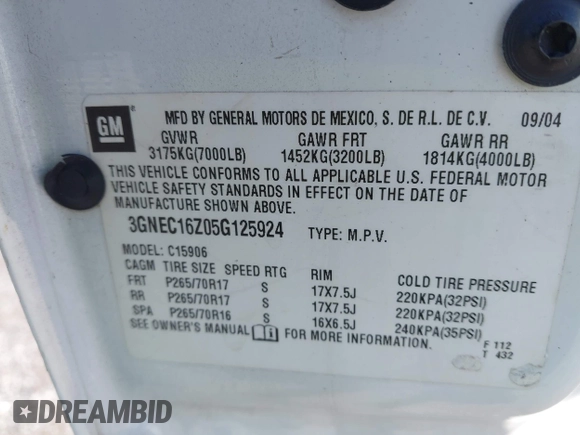 GM
MFD BY GENERAL MOTORS DE MEXICO, S. DE R.L. DE C.V. 09/04
GVWR GAWR FRT GAWR RR
3175KG(7000LB) 1452KG(3200LB) 1814KG(4000LB)
THIS VEHICLE CONFORMS TO ALL APPLICABLE U.S. FEDERAL MOTOR
VEHICLE SAFETY STANDARDS IN EFFECT ON THE DATE OF
MANUFACTURE SHOWN ABOVE.
3GNEC16Z05G125924 TYPE: M.P.V.
MODEL: C15906
CAGM TIRE SIZE SPEED RTG RIM COLD TIRE PRESSURE
FRT P265/70R17 S 17X7.5J 220KPA(32PSI)
RR P265/70R17 S 17X7.5J 220KPA(32PSI)
SPA P265/70R16 S 16X6.5J 240KPA(35PSI)
SEE OWNER'S MANUAL FOR MORE INFORMATION.
F 112
T 432
DREAMBID